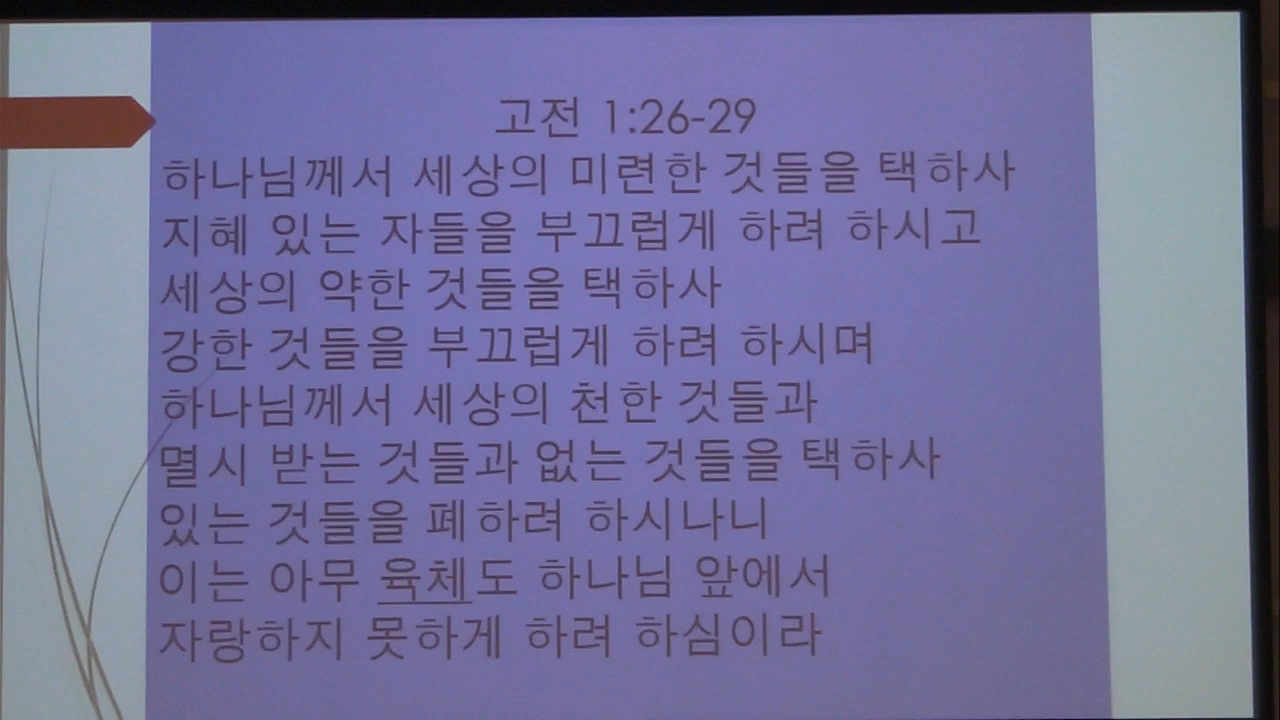 고전 1:26-29
하나님께서 세상의 미련한 것들을 택하사
지혜 있는 자들을 부끄럽게 하려 하시고
세상의 약한 것들을 택하사
강한 것들을 부끄럽게 하려 하시며
하나님께서 세상의 천한 것들과
멸시 받는 것들과 없는 것들을 택하사
있는 것들을 폐하려 하시나니
이는 아무 육체도 하나님 앞에서
자랑하지 못하게 하려 하심이라